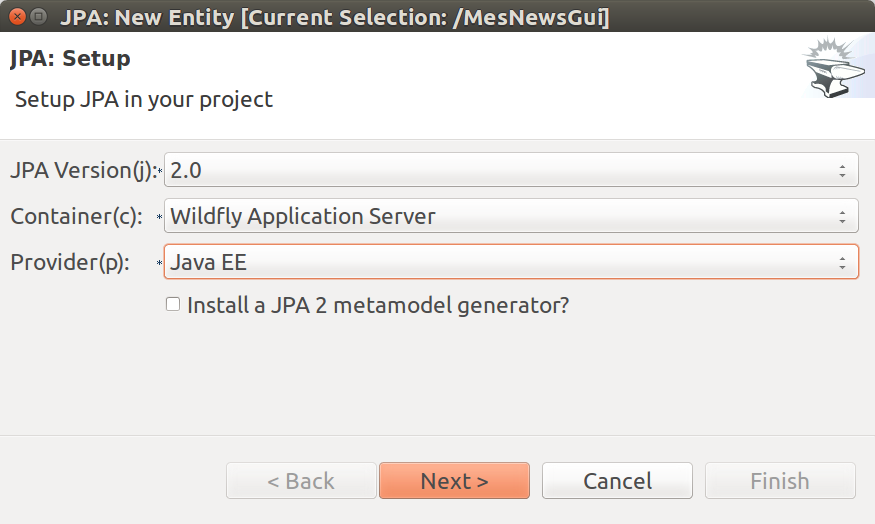 JPA: New Entity [Current Selection: /MesNewsGui]
JPA: Setup
Setup JPA in your project
JPA Version(j):* 2.0
Container(c): * Wildfly Application Server
Provider(p): * Java EE
Install a JPA 2 metamodel generator?
< Back Next > Cancel Finish